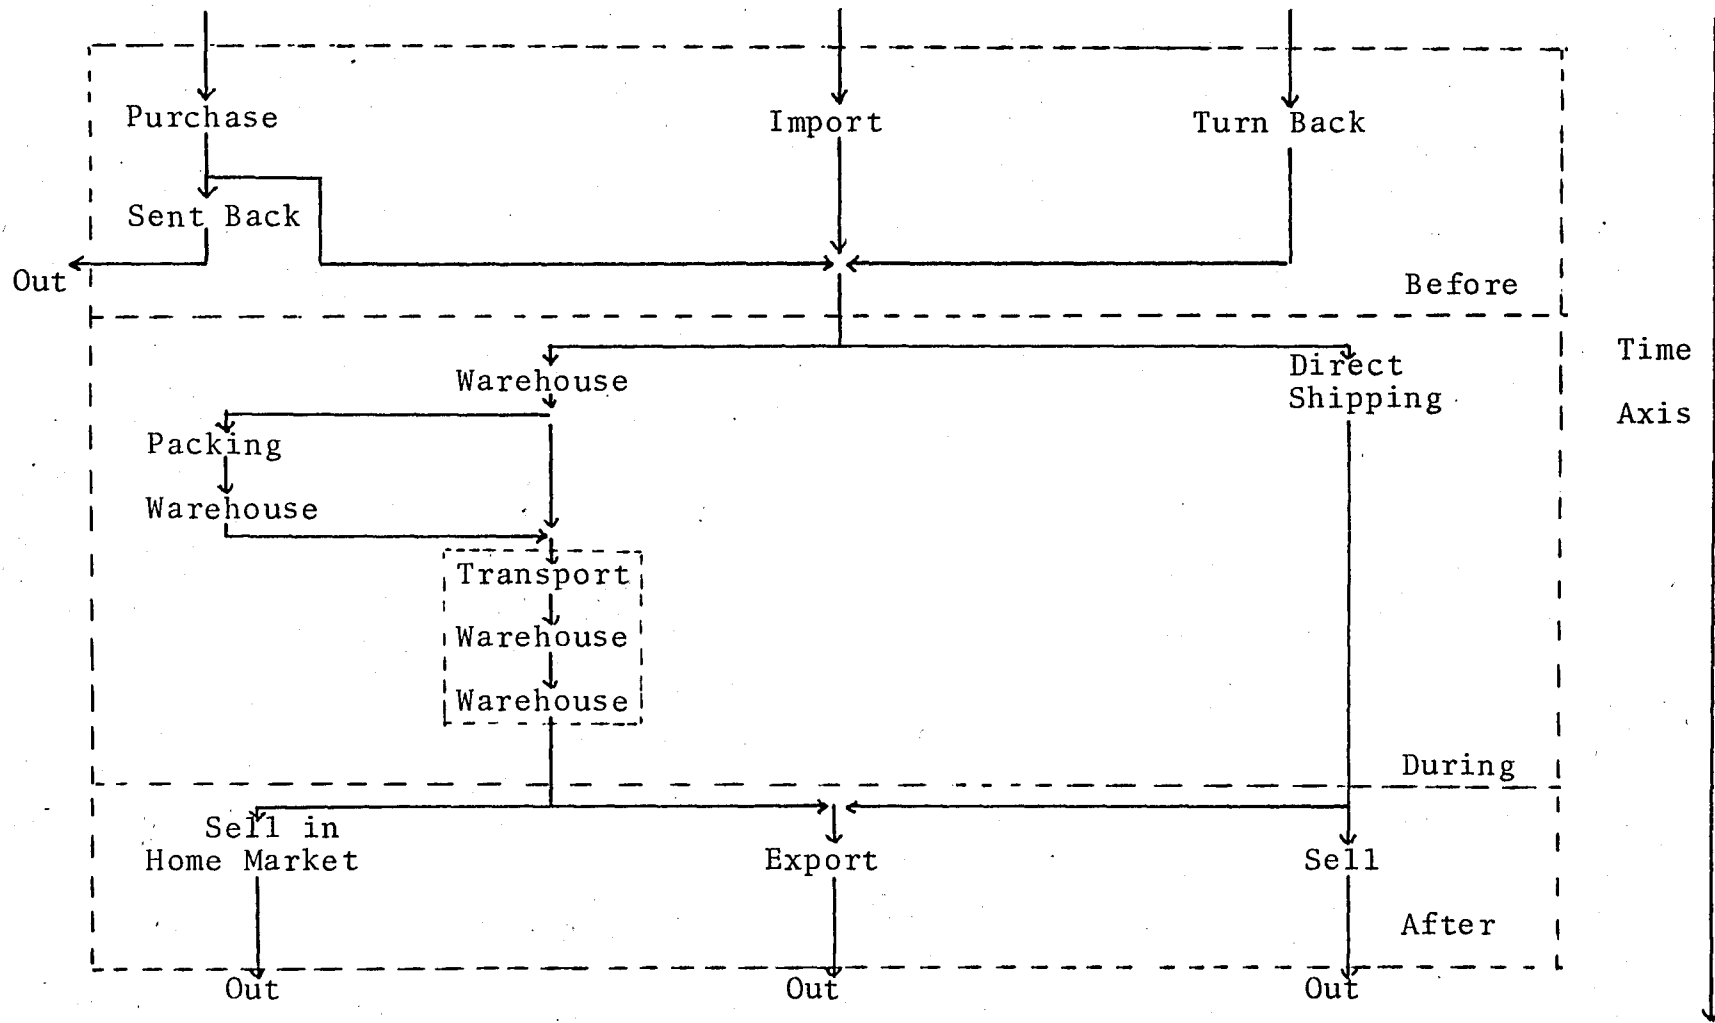 Purchase
Import
Turn Back
Sent Back
Out
Before
Time
Axis
Warehouse
Direct
Shipping
Packing
Warehouse
Transport
Warehouse
Warehouse
During
Sell in
Home Market
Export
Sell
After
Out
Out
Out